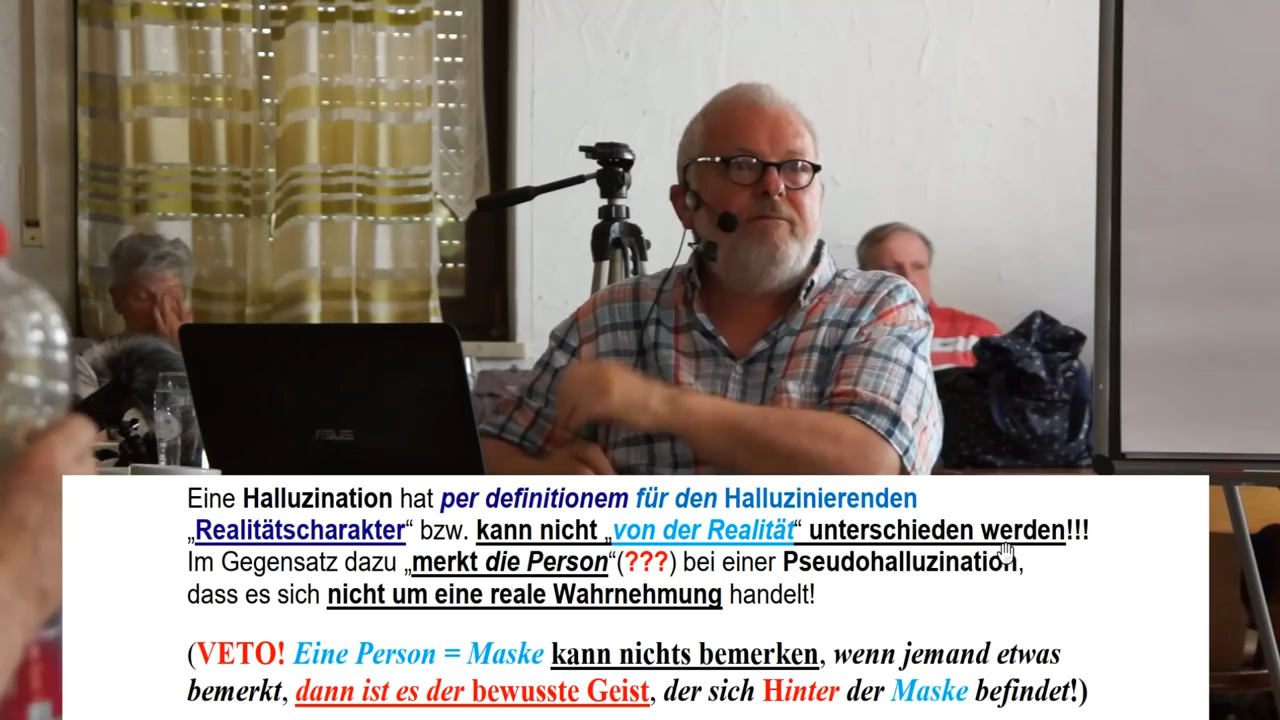 ASUS
Eine Halluzination hat per definitionem für den Halluzinierenden
„Realitätscharakter“ bzw. kann nicht „von der Realität“ unterschieden werden!!!
Im Gegensatz dazu „merkt die Person“(???) bei einer Pseudohalluzination,
dass es sich nicht um eine reale Wahrnehmung handelt!
(VETO! Eine Person = Maske kann nichts bemerken, wenn jemand etwas
bemerkt, dann ist es der bewusste Geist, der sich Hinter der Maske befindet!)